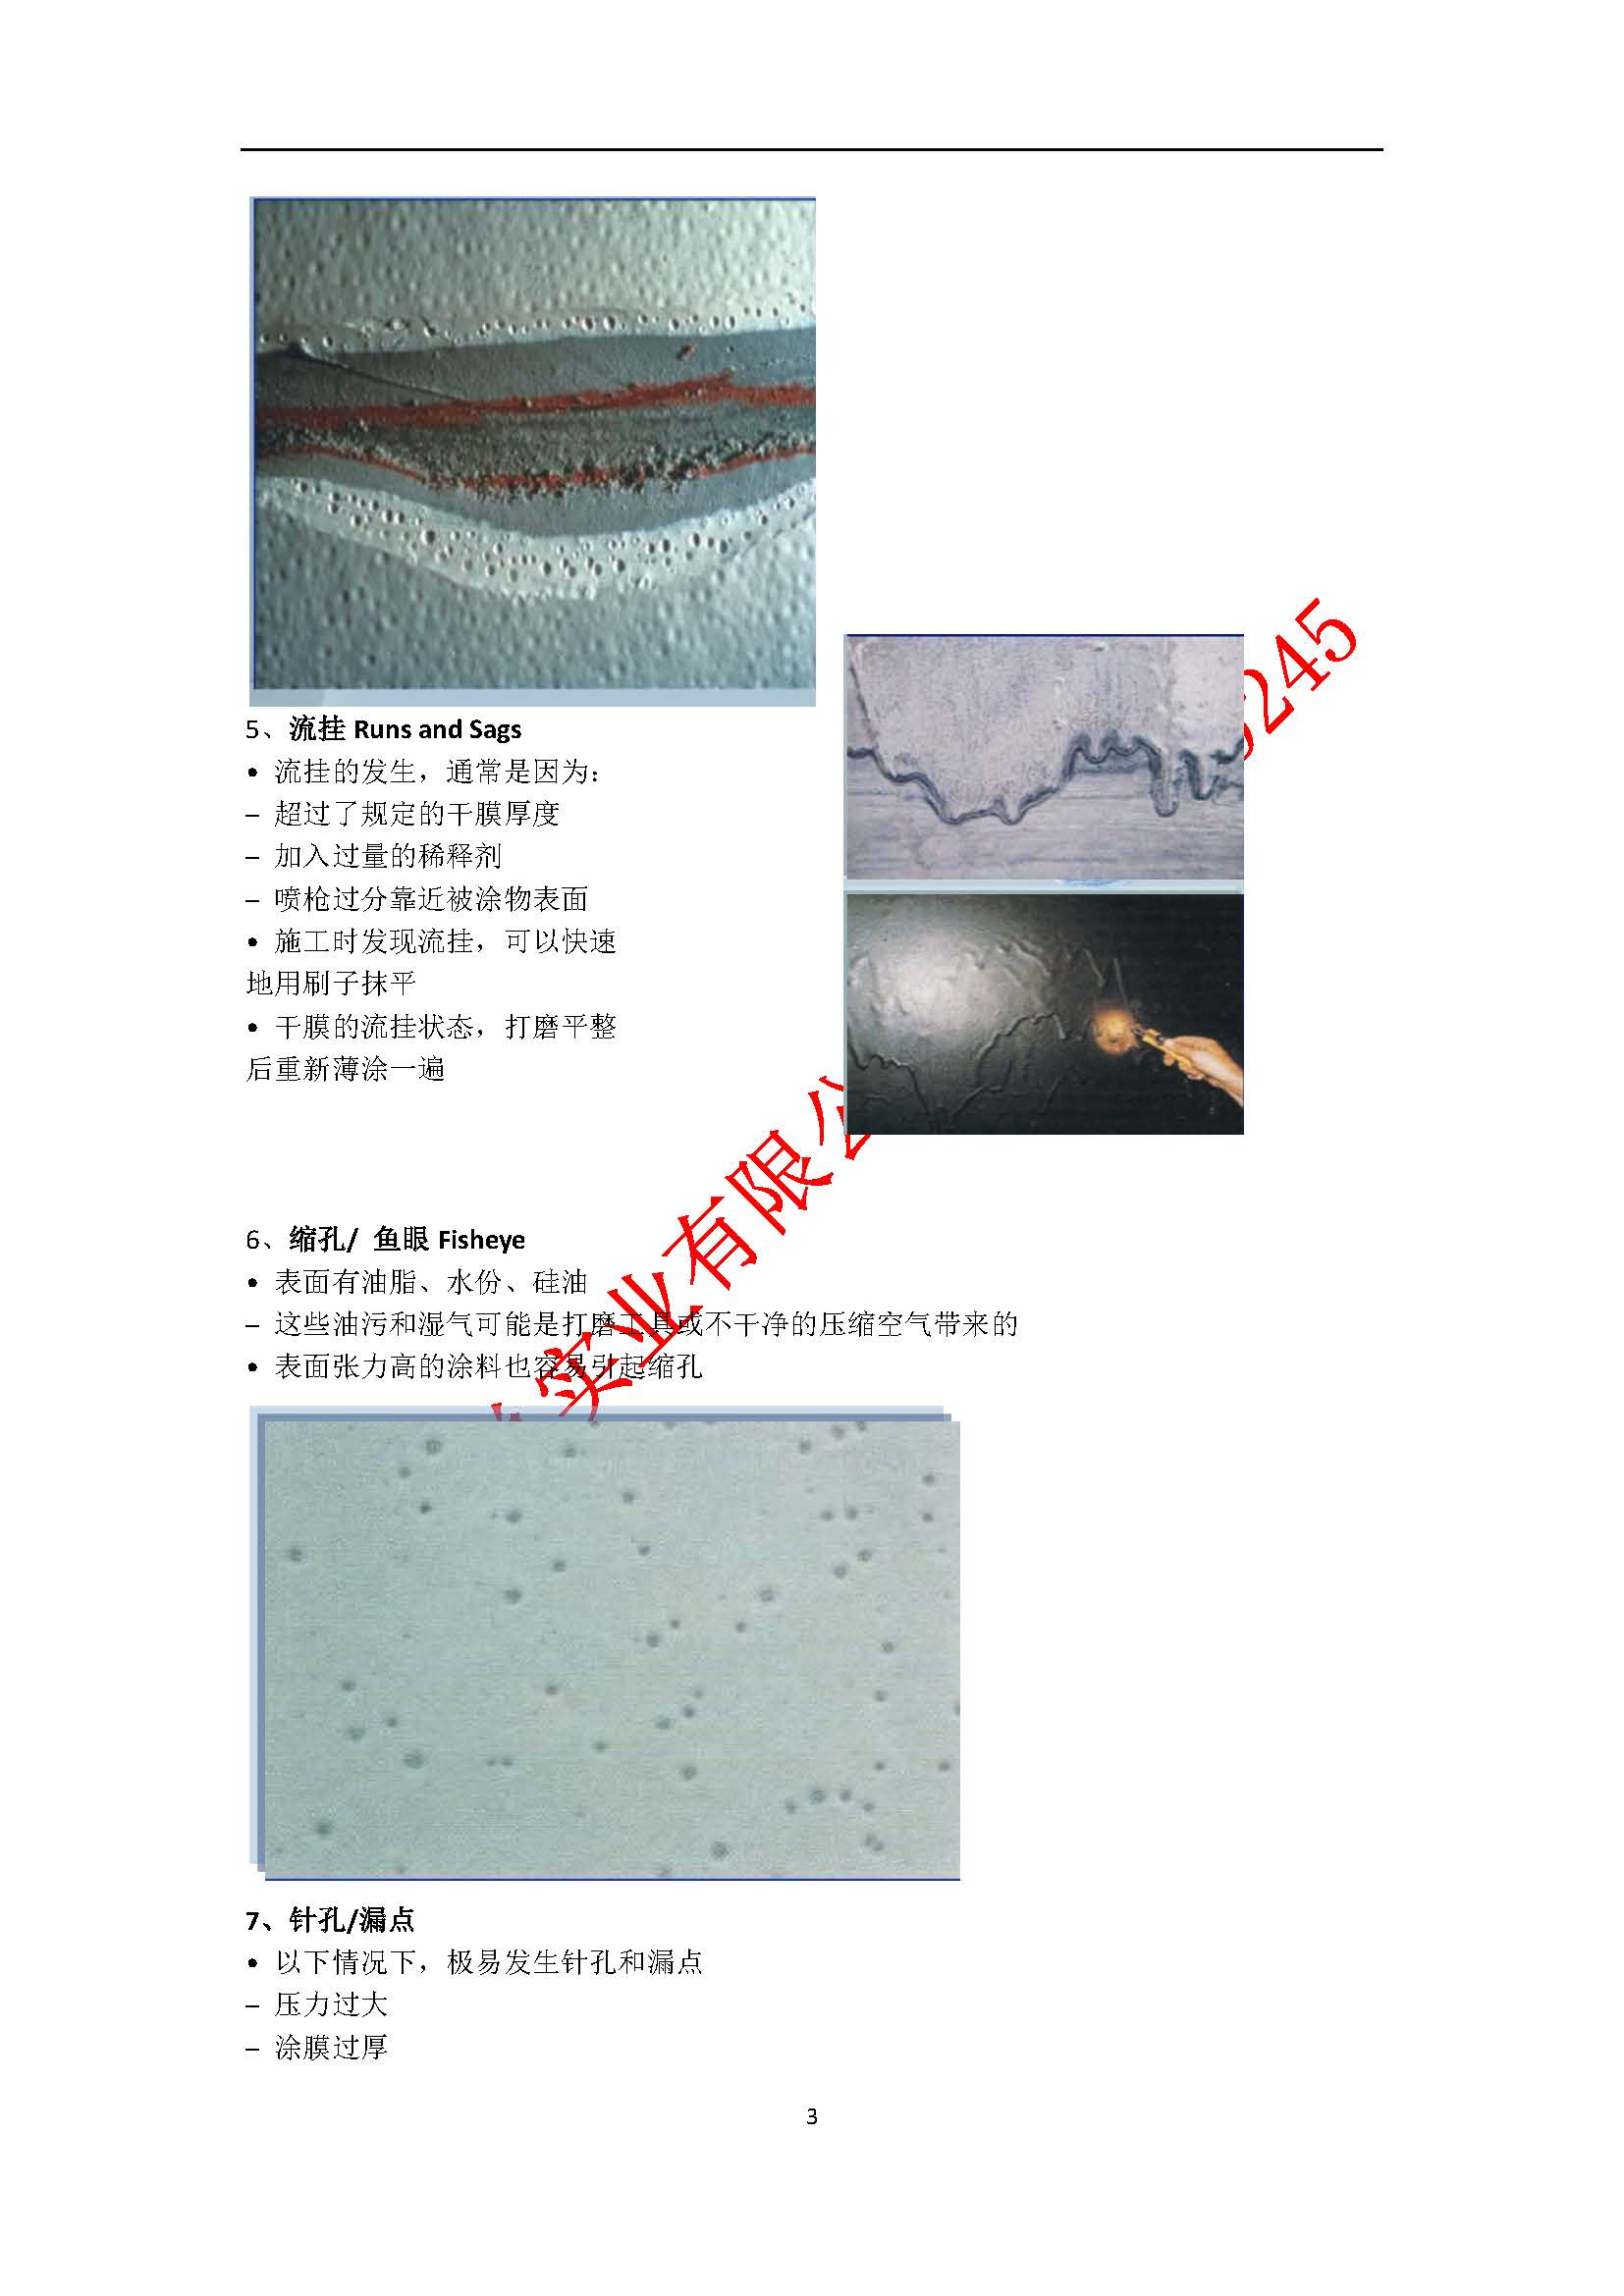 5、流挂 Runs and Sags
• 流挂的发生，通常是因为：
– 超过了规定的干膜厚度
– 加入过量的稀释剂
– 喷枪过分靠近被涂物表面
• 施工时发现流挂，可以快速
地用刷子抹平
• 干膜的流挂状态，打磨平整
后重新薄涂一遍
6、缩孔/ 鱼眼 Fisheye
• 表面有油脂、水份、硅油
– 这些油污和湿气可能是打磨工具或不干净的压缩空气带来的
• 表面张力高的涂料也容易引起缩孔
7、针孔/漏点
• 以下情况下，极易发生针孔和漏点
– 压力过大
– 涂膜过厚
3
实业有限公
245